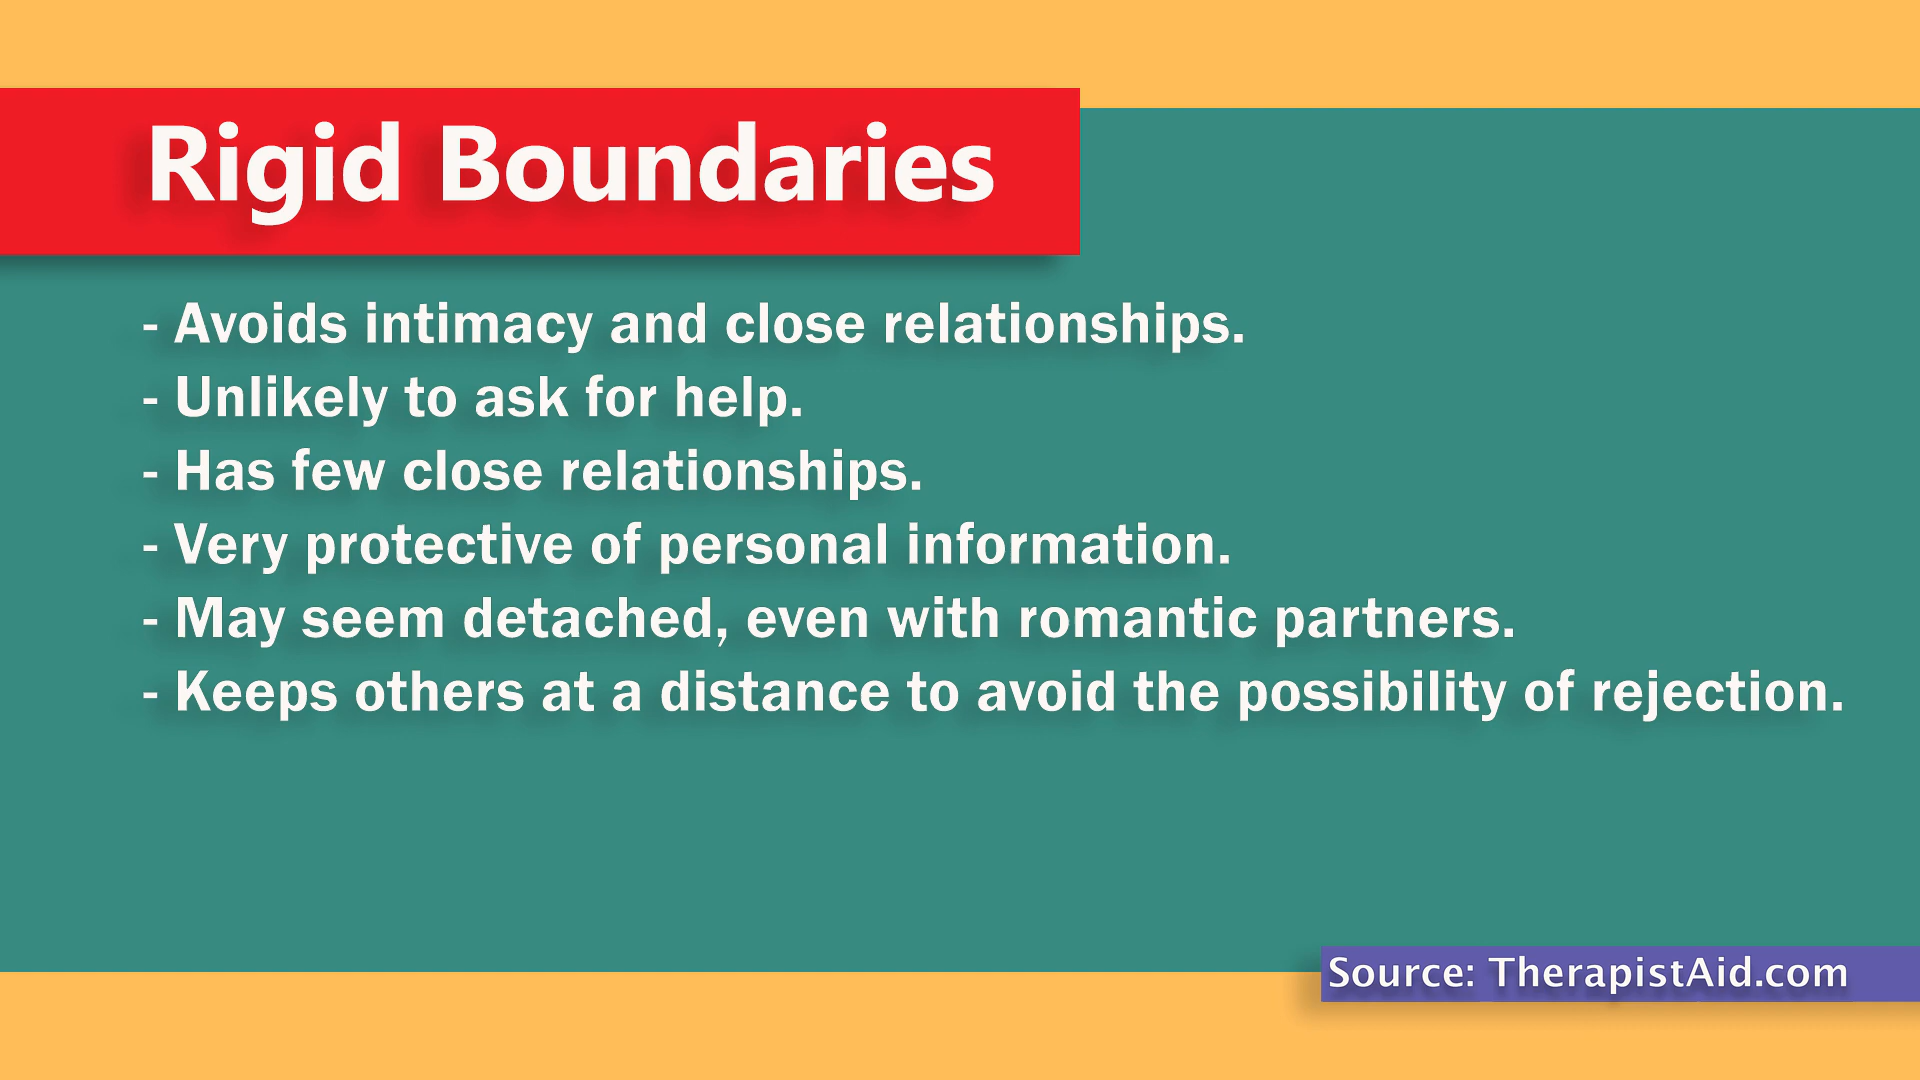 Rigid Boundaries
- Avoids intimacy and close relationships.
- Unlikely to ask for help.
- Has few close relationships.
- Very protective of personal information.
- May seem detached, even with romantic partners.
- Keeps others at a distance to avoid the possibility of rejection.
Source: TherapistAid.com